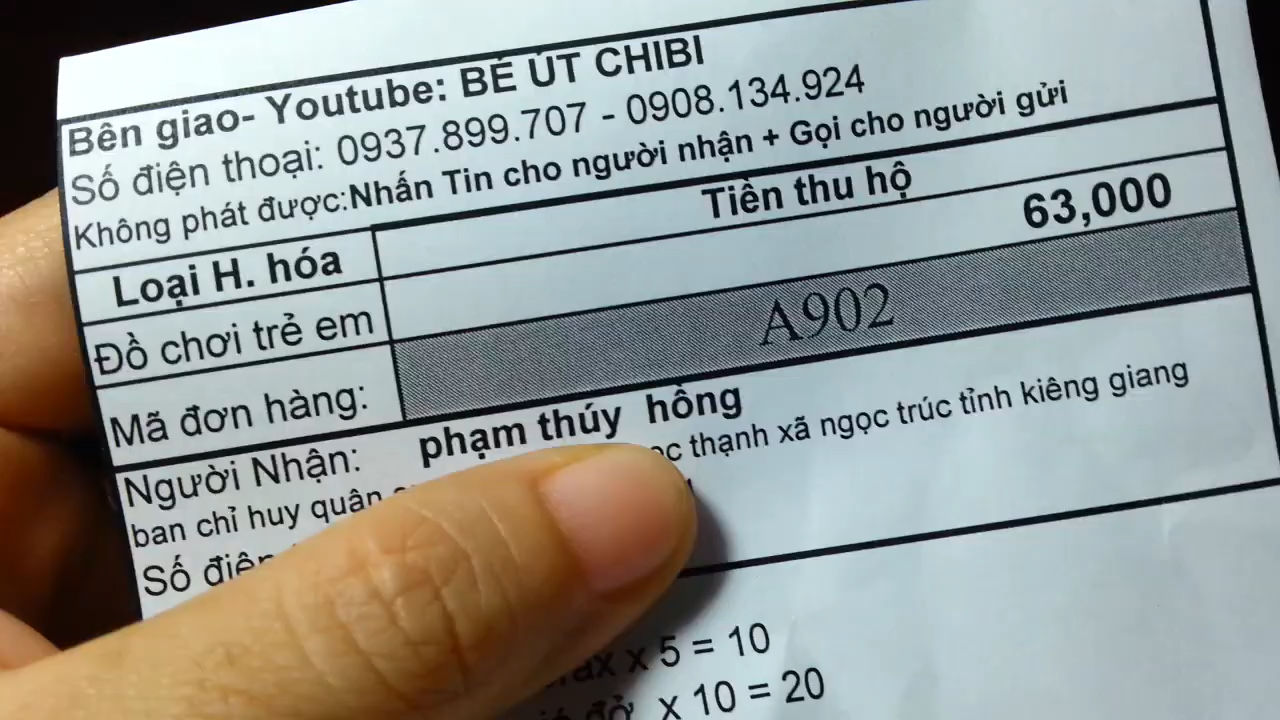 Bên giao- Youtube: BÉ ÚT CHIBI
Số điện thoại: 0937.899.707 - 0908.134.924
Không phát được:Nhấn Tin cho người nhận + Gọi cho người gửi
Loại H. hóa Tiền thu hộ
Đồ chơi trẻ em 63,000
Mã đơn hàng: A902
Người Nhận: phạm thúy hồng
ban chỉ huy quân thạnh xã ngọc trúc tỉnh kiêng giang
Số
x 5 = 10
x 10 = 20